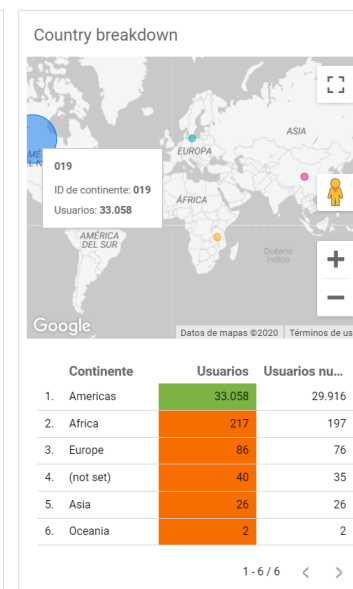 Country breakdown
ASIA
EUROPA
019
ID de continente: 019
Usuarios: 33.058
ÁFRICA
AMÉRICA
DEL SUR
Océano
Índico
Google
Datos de mapas ©2020 Términos de us
Continente Usuarios Usuarios nu...
1. Americas 33.058 29.916
2. Africa 217 197
3. Europe 86 76
4. (not set) 40 35
5. Asia 26 26
6. Oceania 2 2
1 - 6 / 6